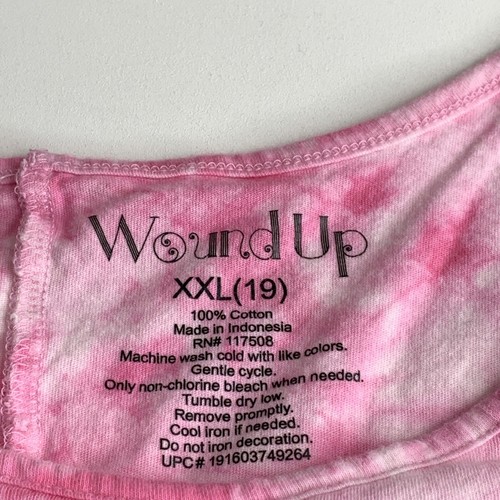 Wound Up
XXL(19)
100% Cotton
Made in Indonesia
RN# 117508
Machine wash cold with like colors.
Gentle cycle.
Only non-chlorine bleach when needed.
Tumble dry low.
Remove promptly.
Cool iron if needed.
Do not iron decoration.
UPC# 191603749264